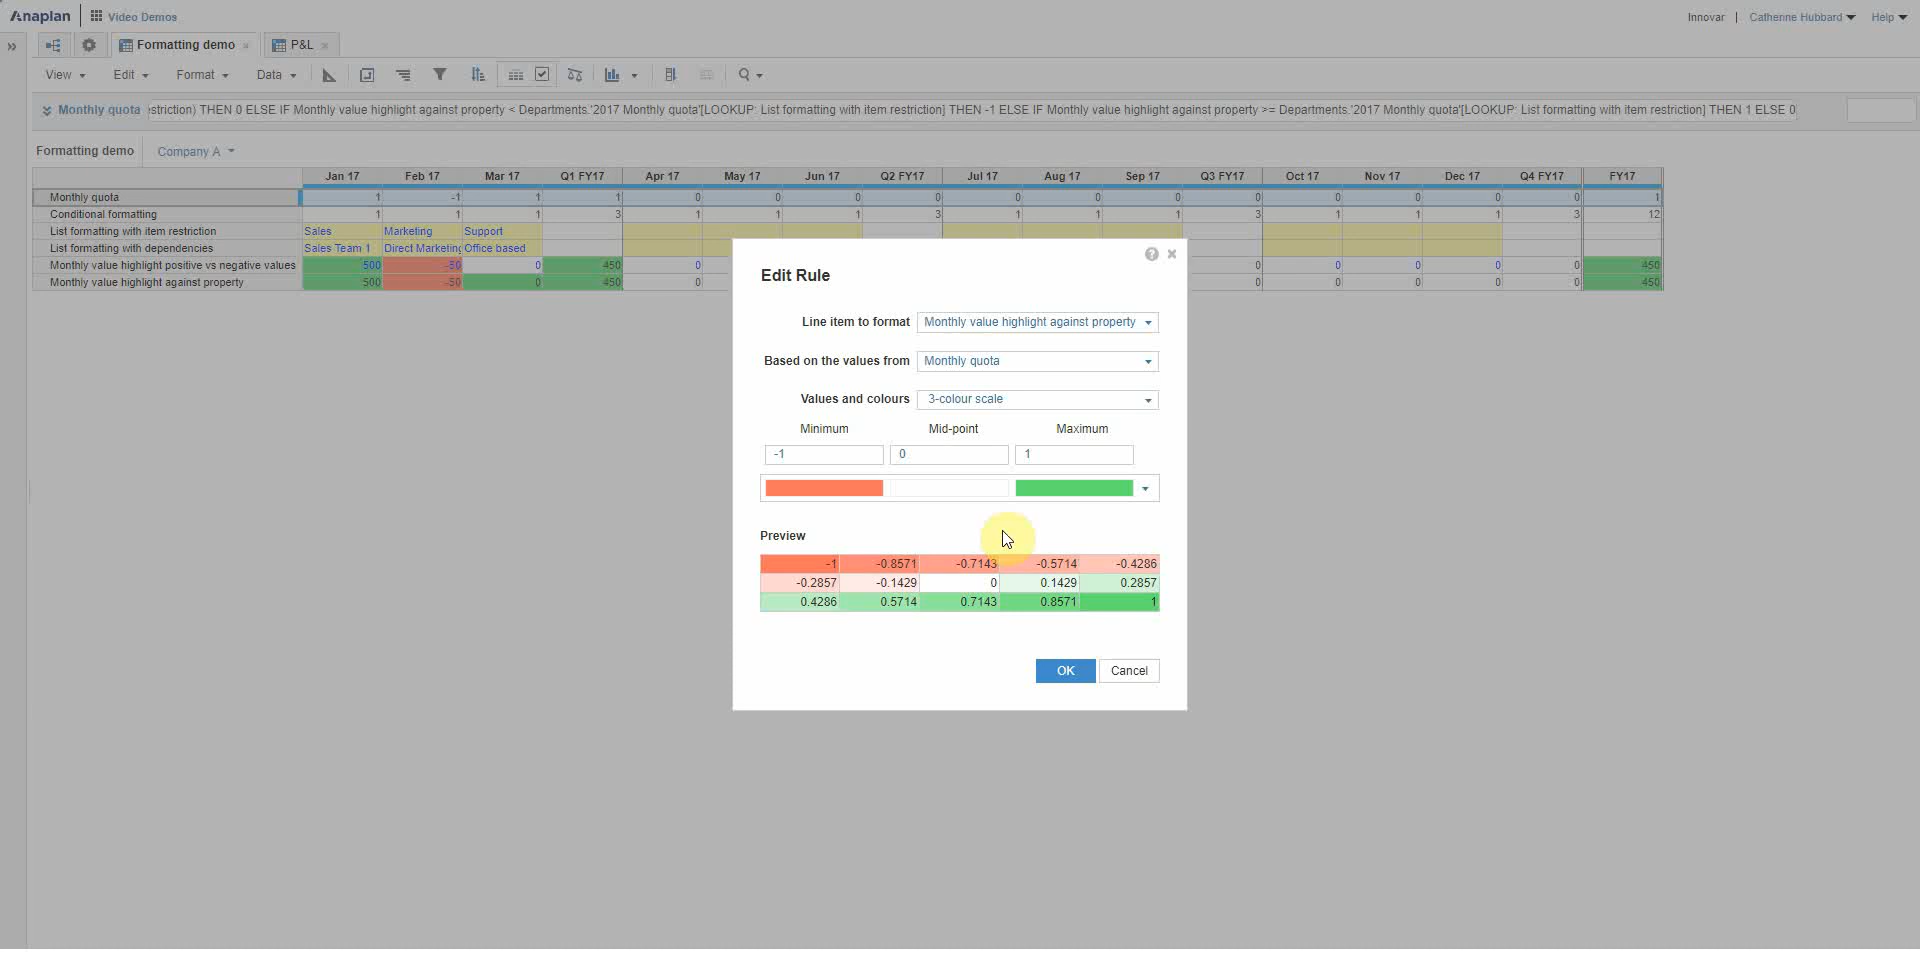 Anaplan Video Demos Innovar | Catherine Hubbard Help
Formatting demo × P&L ×
View Edit Format Data
Monthly quota striction) THEN 0 ELSE IF Monthly value highlight against property < Departments.'2017 Monthly quota'[LOOKUP: List formatting with item restriction] THEN -1 ELSE IF Monthly value highlight against property >= Departments.'2017 Monthly quota'[LOOKUP: List formatting with item restriction] THEN 1 ELSE 0
Formatting demo Company A
Jan 17 Feb 17 Mar 17 Q1 FY17 Apr 17 May 17 Jun 17 Q2 FY17 Jul 17 Aug 17 Sep 17 Q3 FY17 Oct 17 Nov 17 Dec 17 Q4 FY17 FY17
Monthly quota 1 -1 1 1 0 0 0 0 0 0 0 0 0 0 0 0 1
Conditional formatting 1 1 1 3 1 1 1 3 1 1 1 3 1 1 1 3 12
List formatting with item restriction Sales Marketing Support
List formatting with dependencies Sales Team 1 Direct Marketing Office based
Monthly value highlight positive vs negative values 500 -50 0 450 0 0 0 0 0 0 450
Monthly value highlight against property 500 -50 0 450 0 0 0 0 0 0 450
Edit Rule
Line item to format Monthly value highlight against property
Based on the values from Monthly quota
Values and colours 3-colour scale
Minimum Mid-point Maximum
-1 0 1
Preview
-1 -0.8571 -0.7143 -0.5714 -0.4286
-0.2857 -0.1429 0 0.1429 0.2857
0.4286 0.5714 0.7143 0.8571 1
OK Cancel